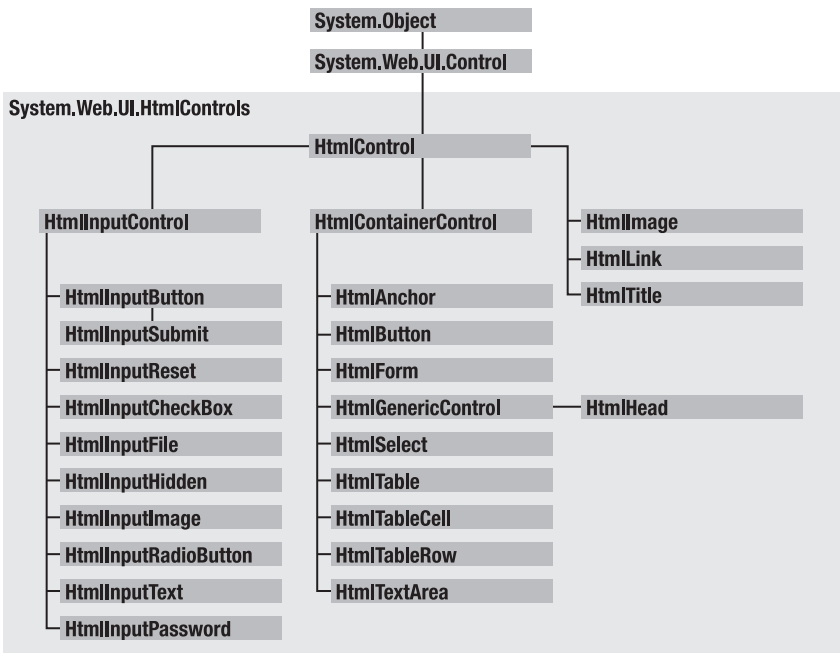 System.Object
System.Web.UI.Control
System.Web.UI.HtmlControls
HtmlControl
HtmlInputControl
HtmlInputButton
HtmlInputSubmit
HtmlInputReset
HtmlInputCheckBox
HtmlInputFile
HtmlInputHidden
HtmlInputImage
HtmlInputRadioButton
HtmlInputText
HtmlInputPassword
HtmlContainerControl
HtmlAnchor
HtmlButton
HtmlForm
HtmlGenericControl
HtmlHead
HtmlSelect
HtmlTable
HtmlTableCell
HtmlTableRow
HtmlTextArea
HtmlImage
HtmlLink
HtmlTitle